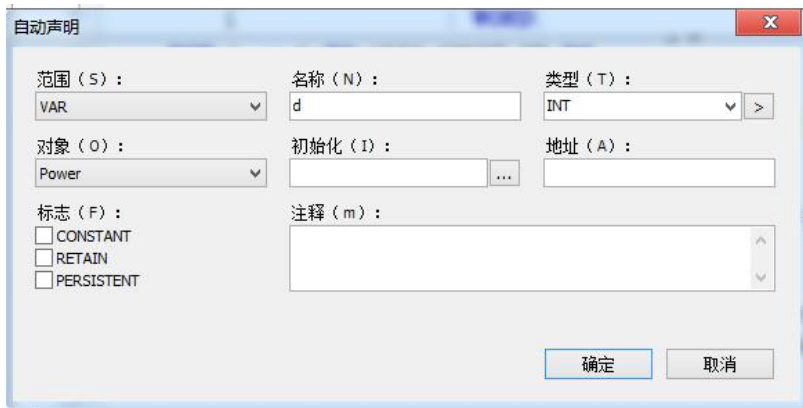 自动声明
范围（S）： 名称（N）： 类型（T）：
VAR d INT >
对象（O）： 初始化（I）： 地址（A）：
Power ...
标志（F）： 注释（m）：
CONSTANT
RETAIN
PERSISTENT
确定 取消